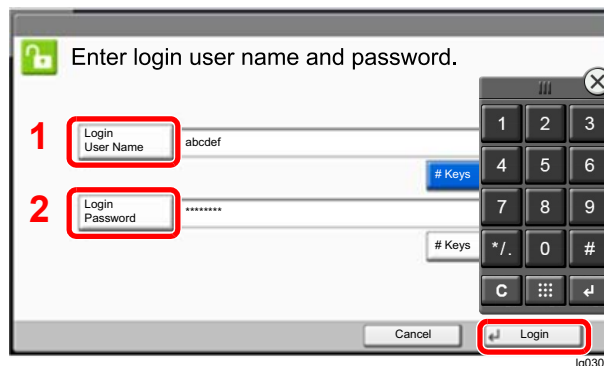 Enter login user name and password.
1
Login
User Name
abcdef
# Keys
2
Login
Password
********
# Keys
1 2 3
4 5 6
7 8 9
*/. 0 #
C
Cancel
Login